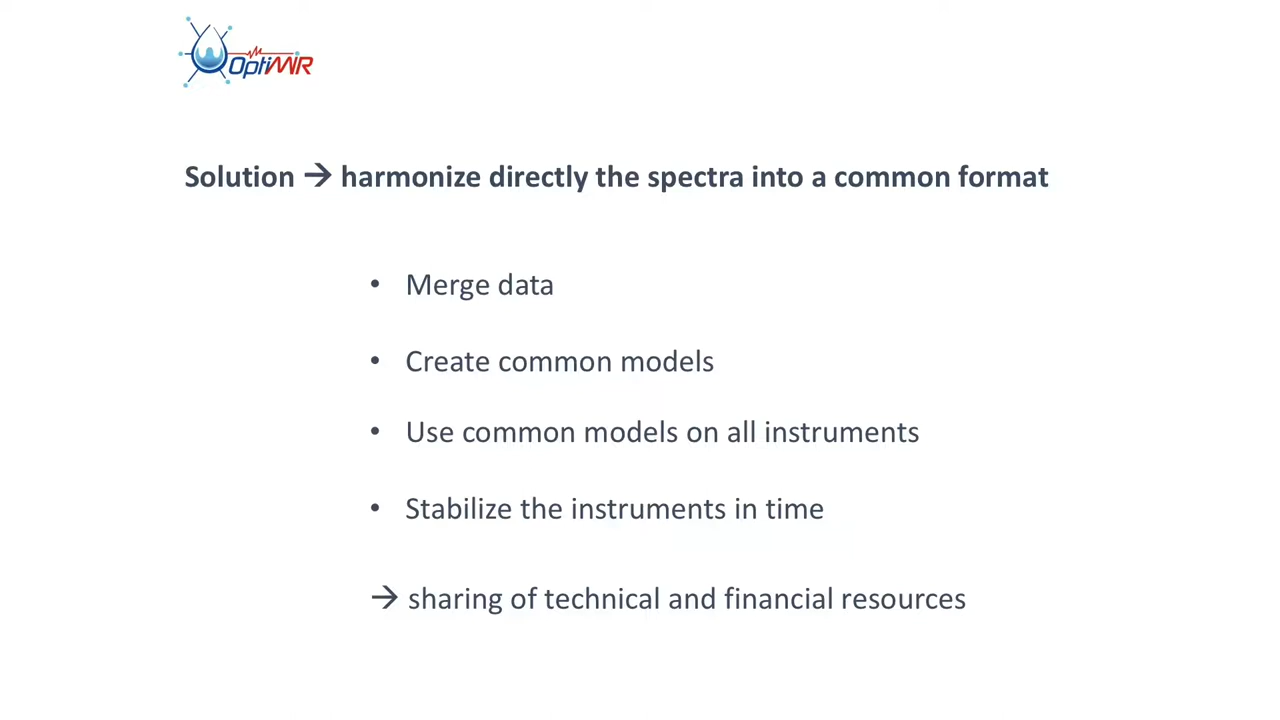 OptiMIR
Solution → harmonize directly the spectra into a common format
• Merge data
• Create common models
• Use common models on all instruments
• Stabilize the instruments in time
→ sharing of technical and financial resources